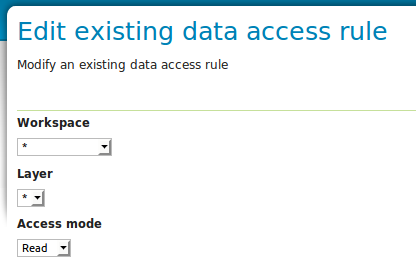 Edit existing data access rule
Modify an existing data access rule
Workspace
*
Layer
*
Access mode
Read